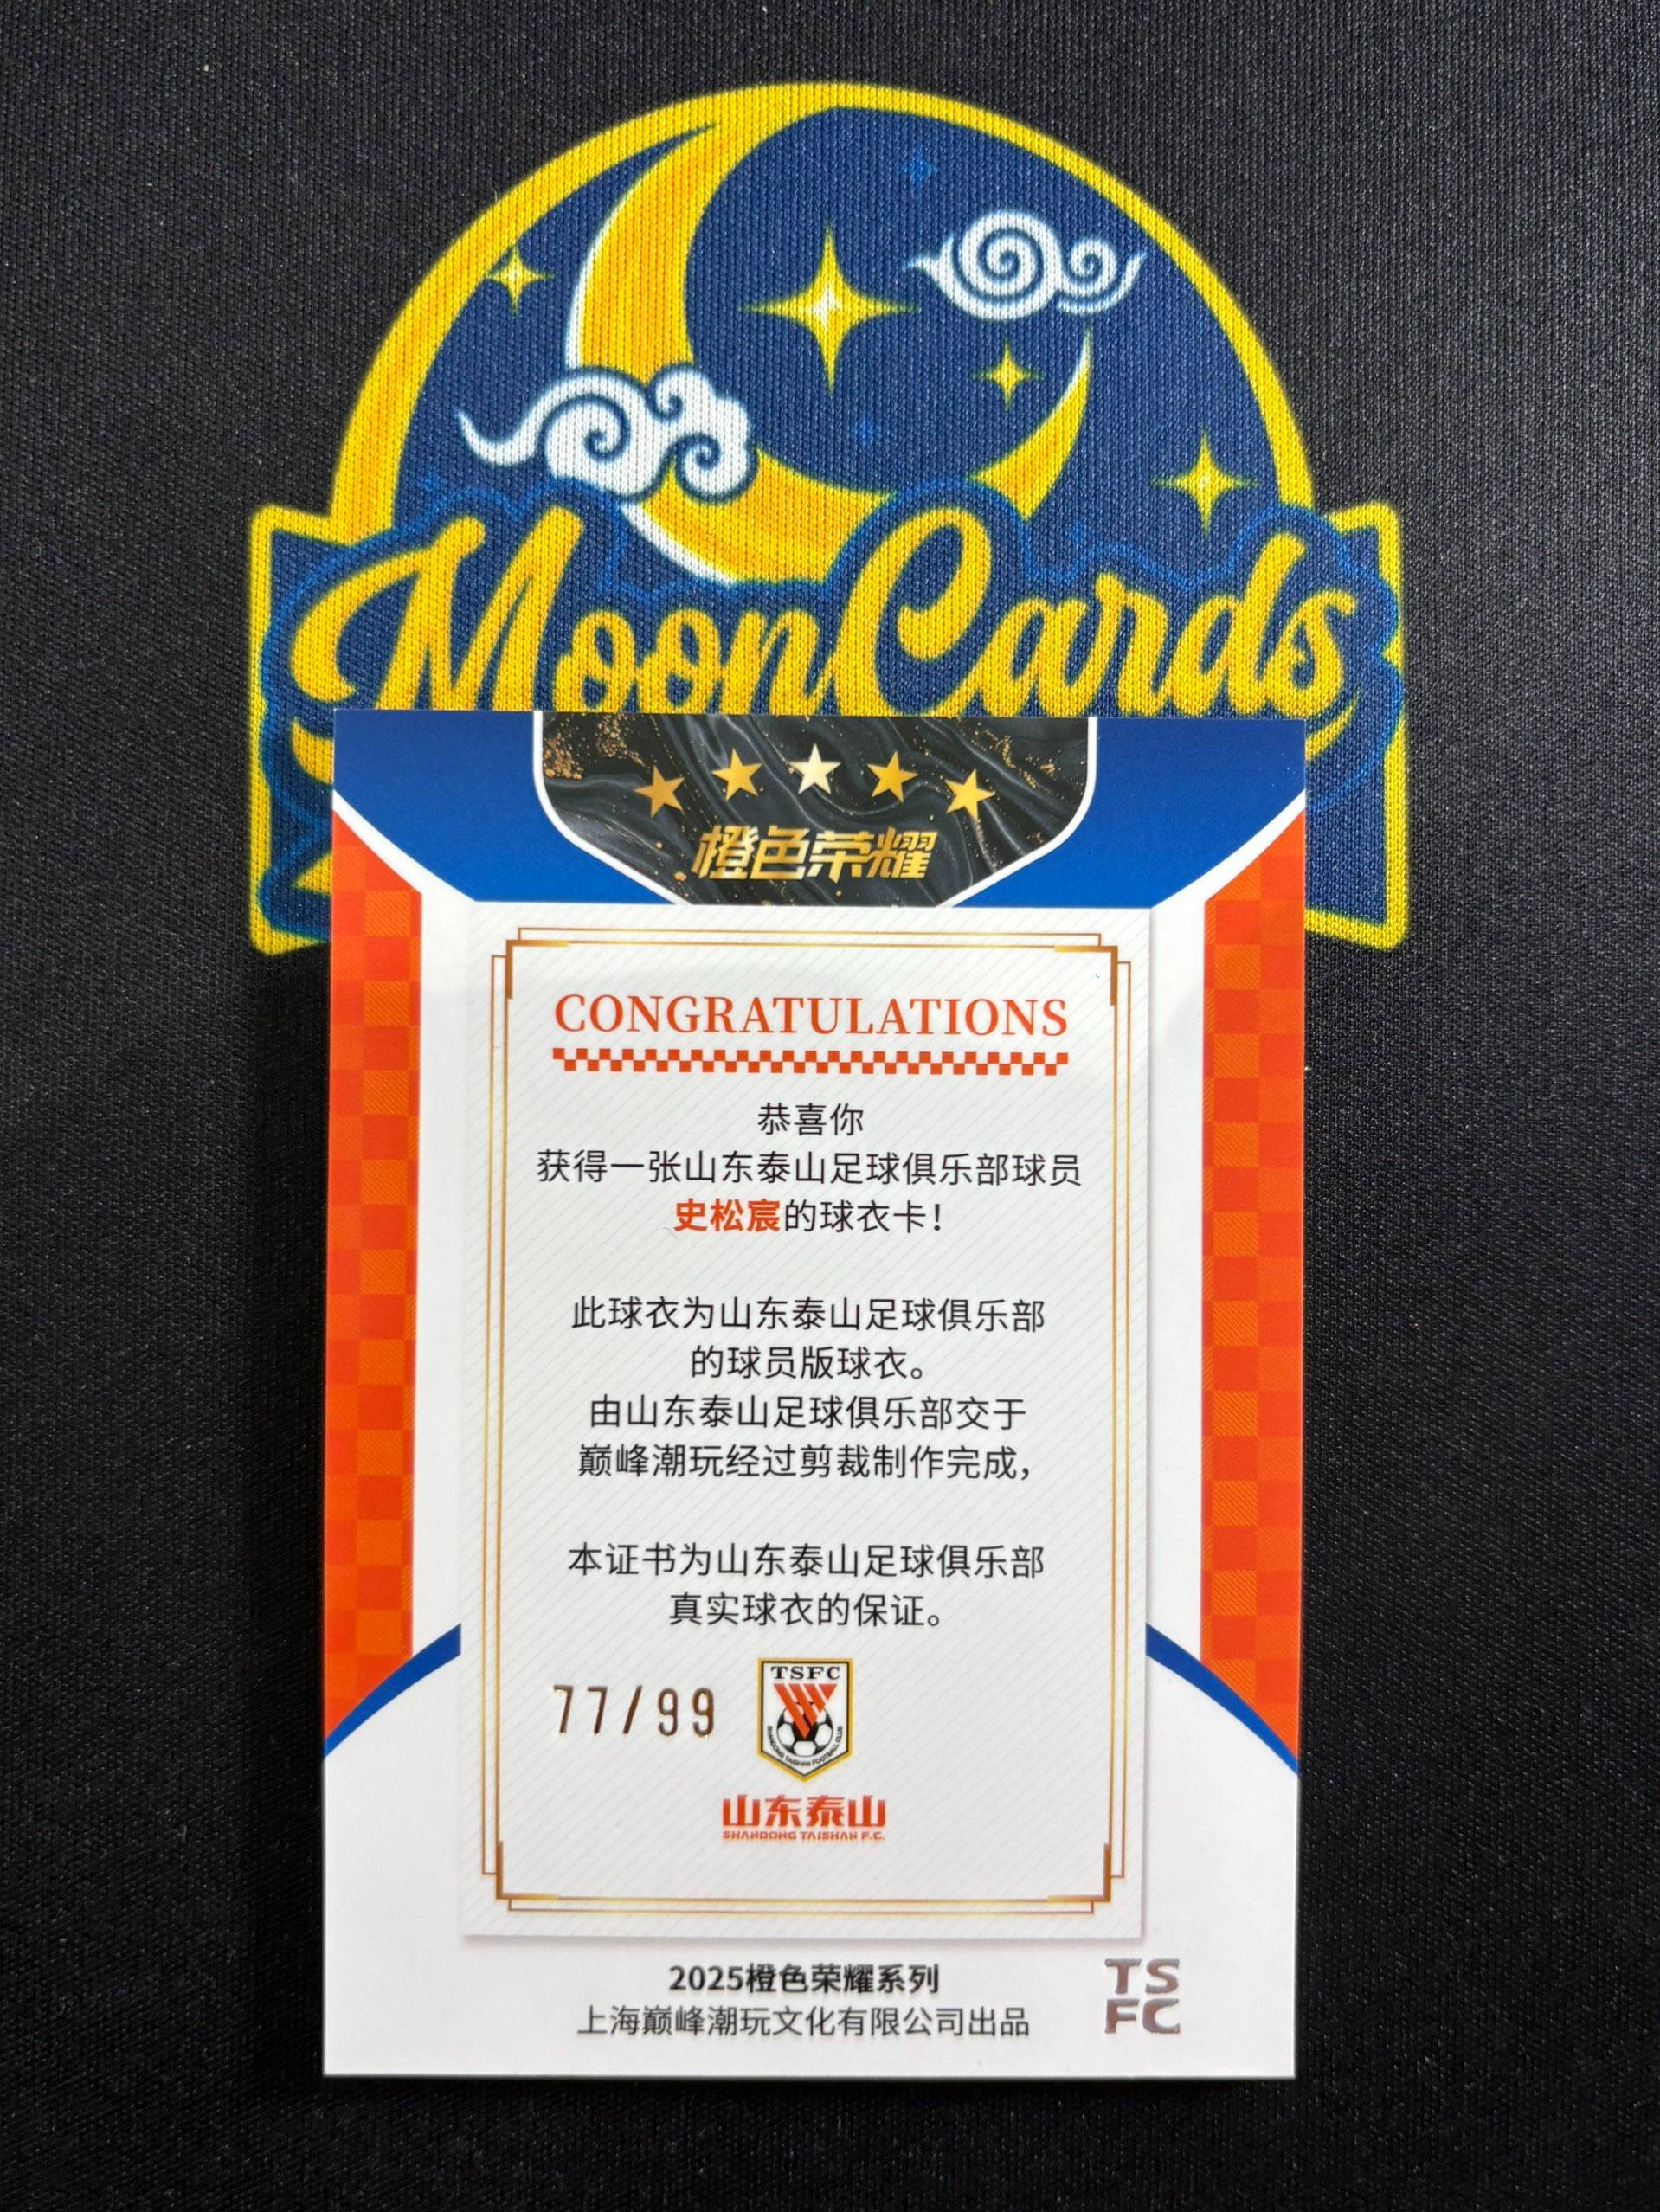 MoonCards
橙色荣耀
CONGRATULATIONS
恭喜你
获得一张山东泰山足球俱乐部球员
史松宸的球衣卡！
此球衣为山东泰山足球俱乐部
的球员版球衣。
由山东泰山足球俱乐部交于
巅峰潮玩经过剪裁制作完成，
本证书为山东泰山足球俱乐部
真实球衣的保证。
77/99
TSFC
SHANDONG TAISHAN FOOTBALL CLUB
山东泰山
SHANDONG TAISHAN F.C.
2025橙色荣耀系列
上海巅峰潮玩文化有限公司出品
TS
FC